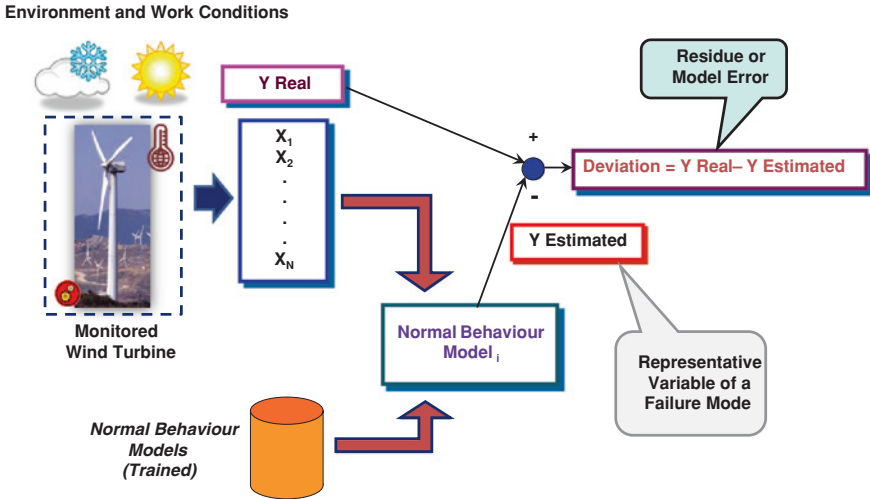 Environment and Work Conditions
Y Real
Residue or
Model Error
X1
X2
.
.
.
.
XN
+
-
Deviation = Y Real– Y Estimated
Y Estimated
Monitored
Wind Turbine
Normal Behaviour
Model i
Representative
Variable of a
Failure Mode
Normal Behaviour
Models
(Trained)